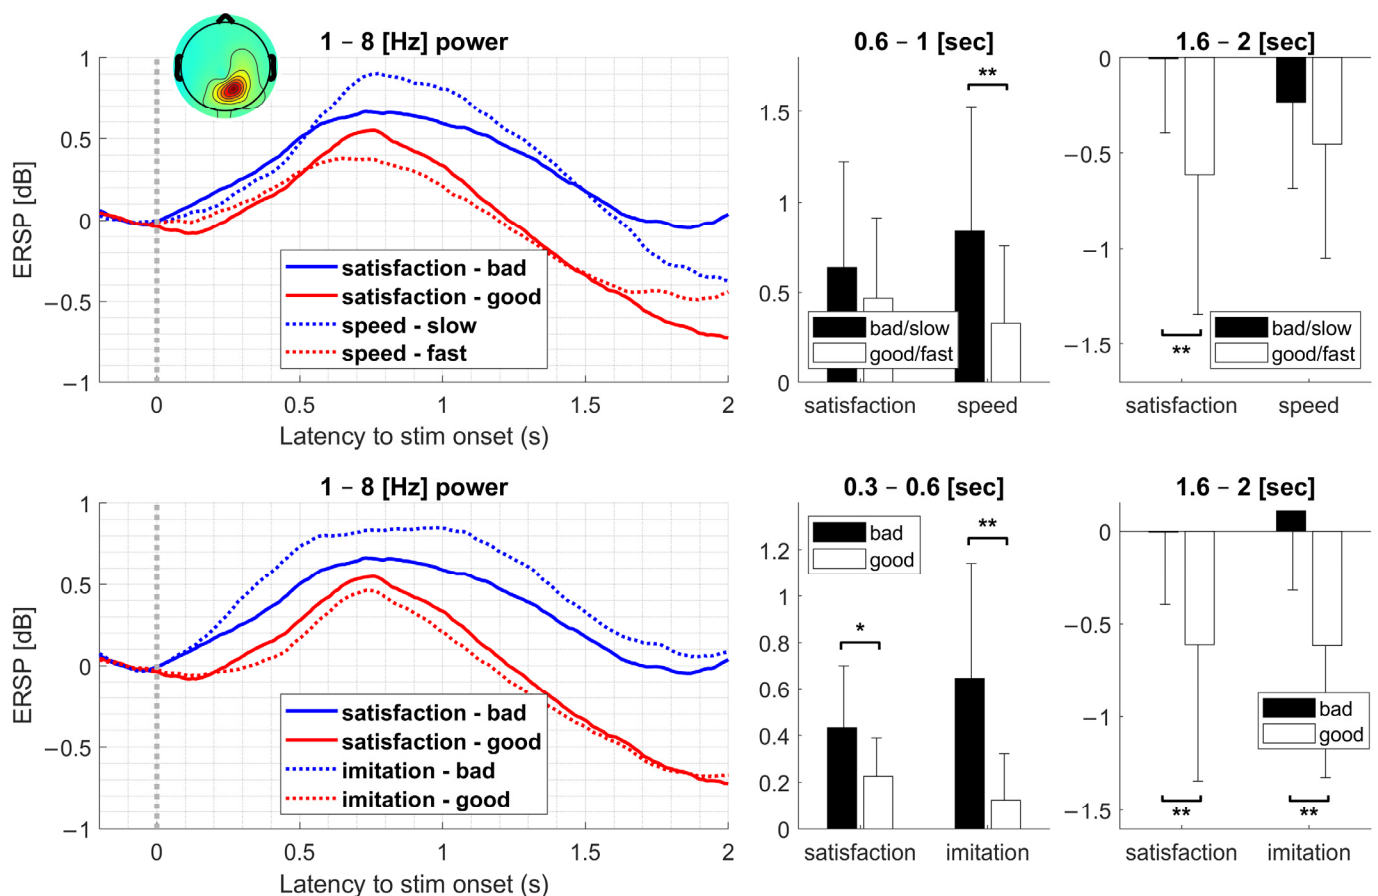 1 – 8 [Hz] power
ERSP [dB]
1
0.5
0
−0.5
−1
satisfaction - bad
satisfaction - good
speed - slow
speed - fast
0
0.5
1
1.5
2
Latency to stim onset (s)
0.6 – 1 [sec]
**
1.5
1
0.5
0
bad/slow
good/fast
satisfaction
speed
1.6 – 2 [sec]
0
−0.5
−1
−1.5
**
bad/slow
good/fast
satisfaction
speed
1 – 8 [Hz] power
ERSP [dB]
1
0.5
0
−0.5
−1
satisfaction - bad
satisfaction - good
imitation - bad
imitation - good
0
0.5
1
1.5
2
Latency to stim onset (s)
0.3 – 0.6 [sec]
bad
good
**
*
1.2
1
0.8
0.6
0.4
0.2
0
satisfaction
imitation
1.6 – 2 [sec]
0
−0.5
−1
−1.5
bad
good
**
**
satisfaction
imitation